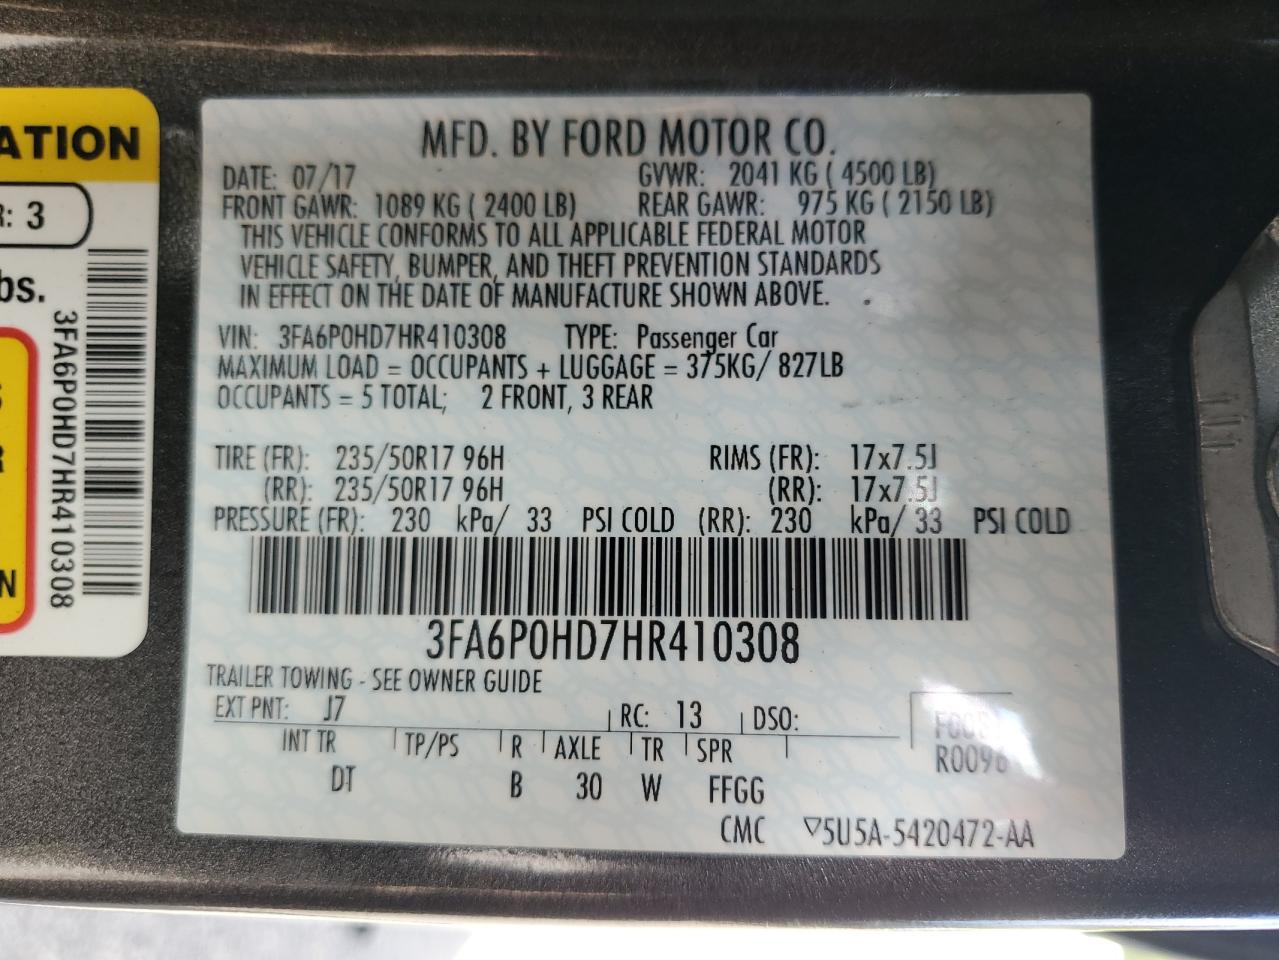 ATION
R: 3
bs.
3FA6P0HD7HR410308
S
R
N
MFD. BY FORD MOTOR CO.
DATE: 07/17 GVWR: 2041 KG ( 4500 LB)
FRONT GAWR: 1089 KG ( 2400 LB) REAR GAWR: 975 KG ( 2150 LB)
THIS VEHICLE CONFORMS TO ALL APPLICABLE FEDERAL MOTOR
VEHICLE SAFETY, BUMPER, AND THEFT PREVENTION STANDARDS
IN EFFECT ON THE DATE OF MANUFACTURE SHOWN ABOVE.
VIN: 3FA6P0HD7HR410308 TYPE: Passenger Car
MAXIMUM LOAD = OCCUPANTS + LUGGAGE = 375KG/ 827LB
OCCUPANTS = 5 TOTAL; 2 FRONT, 3 REAR
TIRE (FR): 235/50R17 96H RIMS (FR): 17x7.5J
(RR): 235/50R17 96H (RR): 17x7.5J
PRESSURE (FR): 230 kPa/ 33 PSI COLD (RR): 230 kPa/ 33 PSI COLD
3FA6P0HD7HR410308
TRAILER TOWING - SEE OWNER GUIDE
EXT PNT: J7 RC: 13 DSO:
INT TR TP/PS R AXLE TR SPR R0096
DT B 30 W FFGG
CMC ▽5U5A-5420472-AA